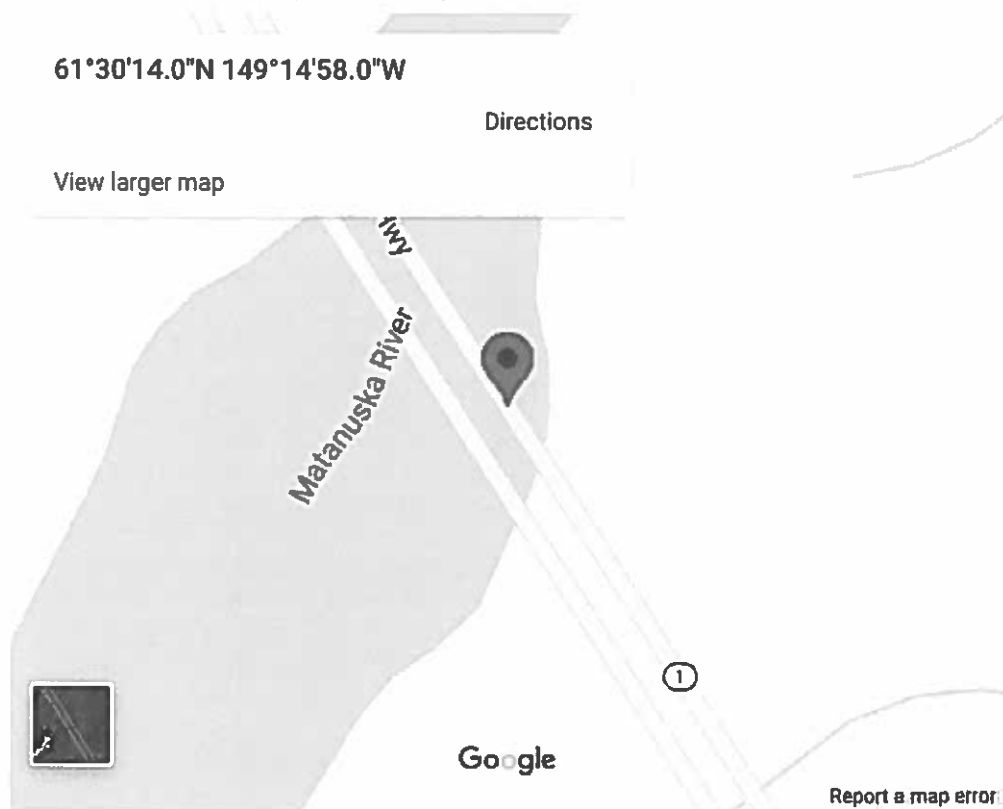 61°30'14.0"N 149°14'58.0"W
Directions
View larger map
Matanuska River
1
Google
Report a map error